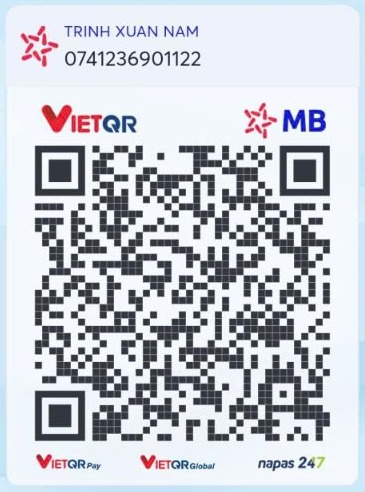 TRINH XUAN NAM
0741236901122
VIETQR MB
VIETQR Pay VIETQR Global napas 247